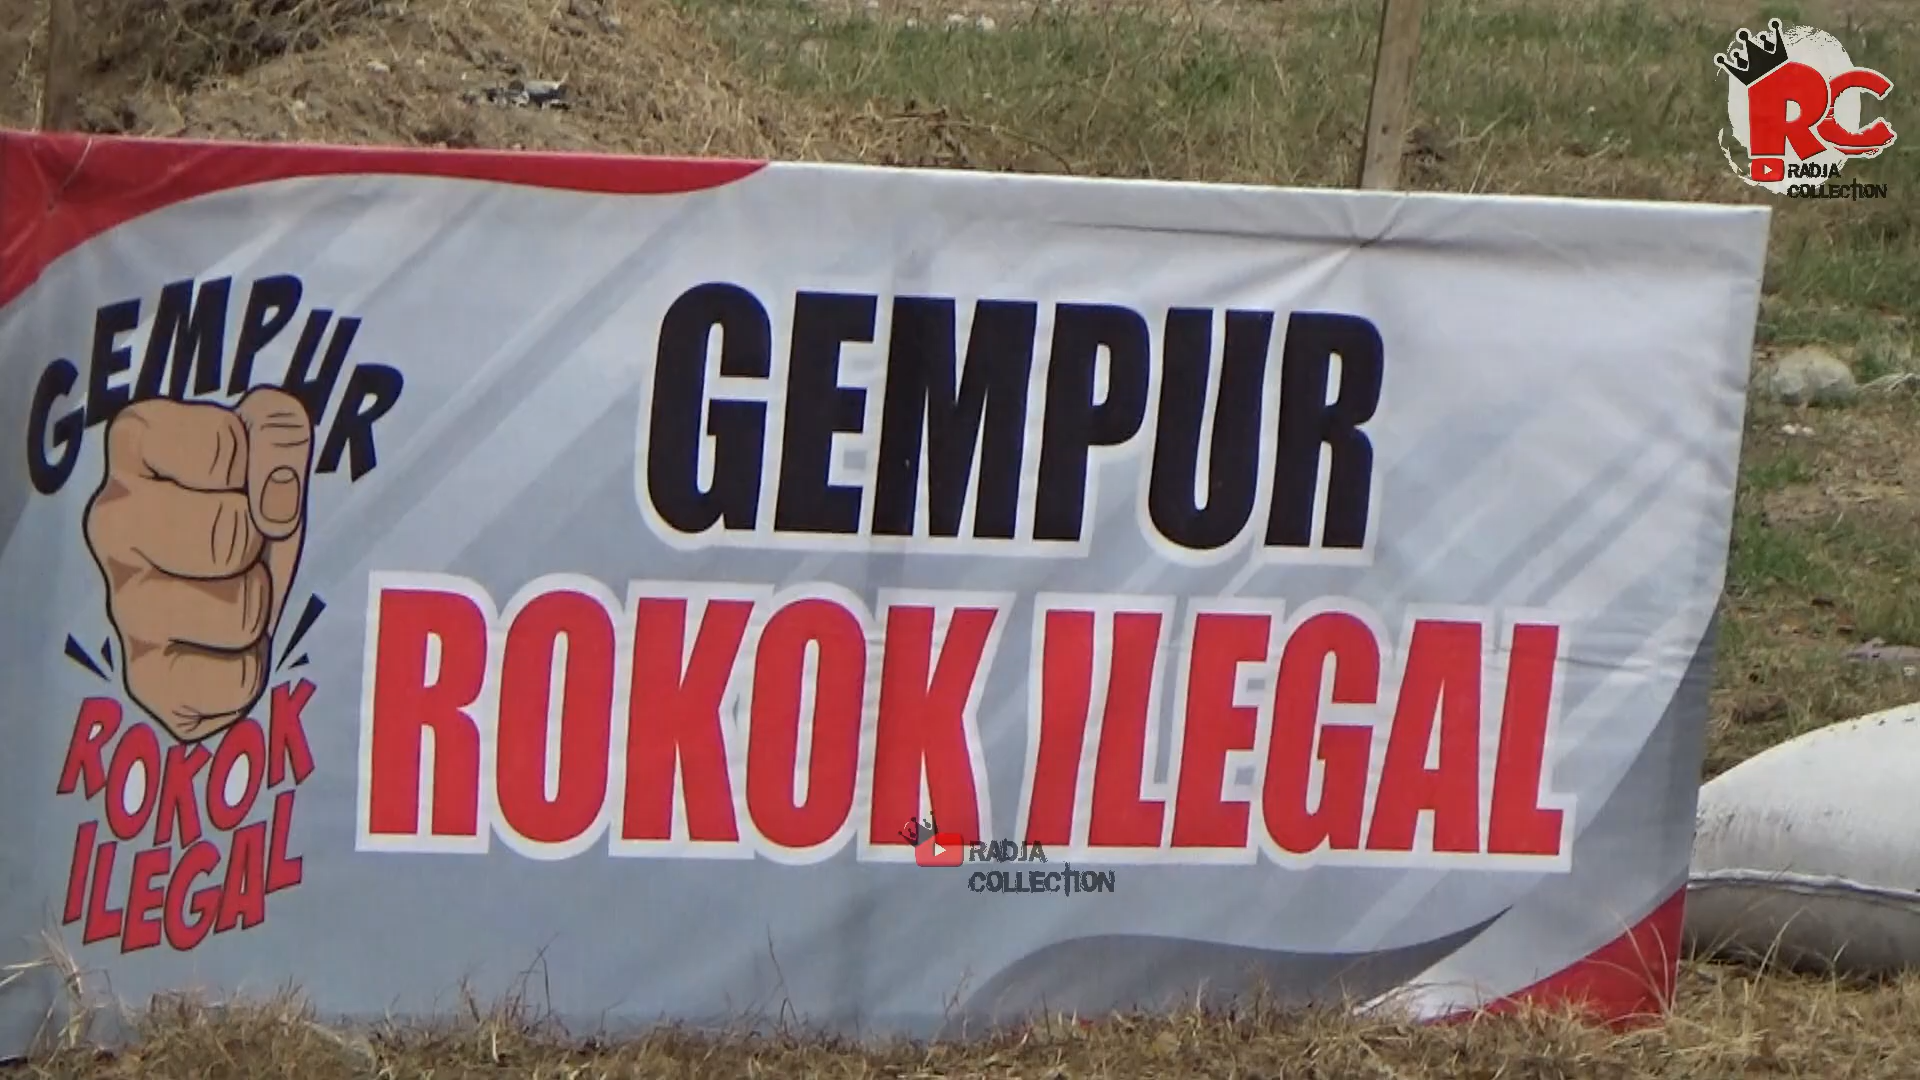 RC
RADJA
COLLECTION
GEMPUR
ROKOK
ILEGAL
GEMPUR
ROKOK ILEGAL
RADJA
COLLECTION